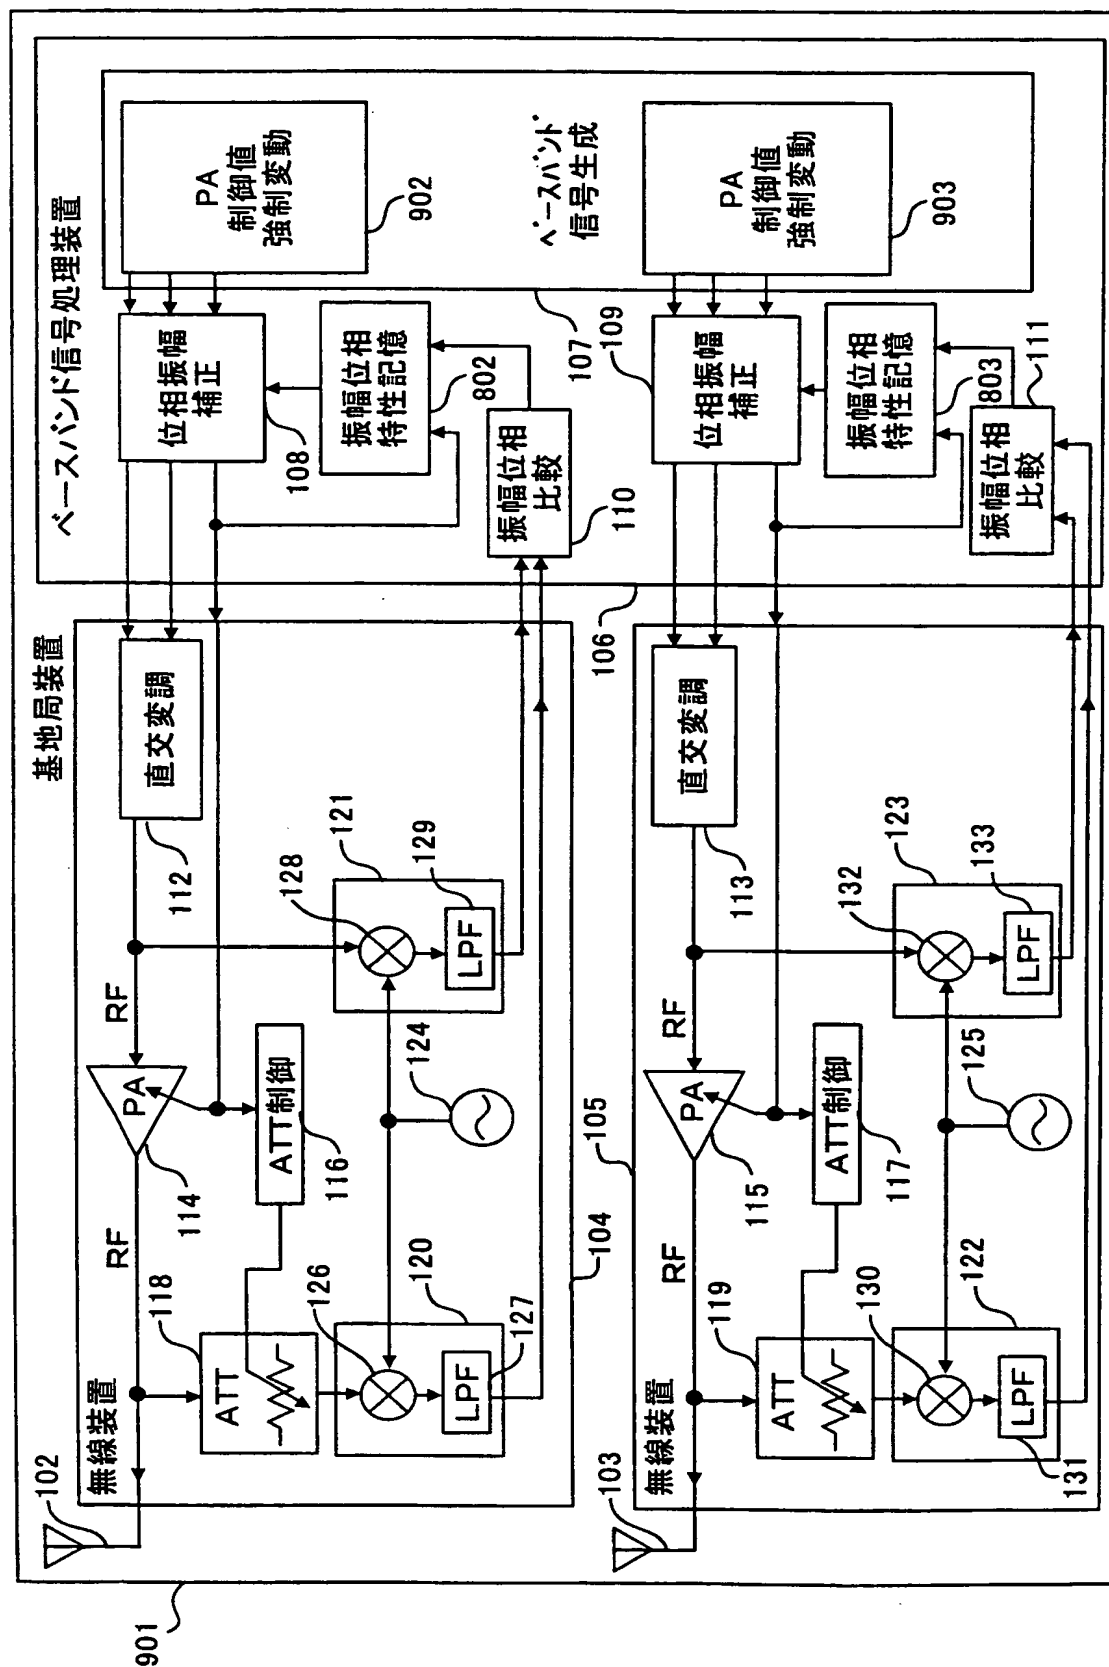 901
基地局装置
ベースバンド信号処理装置
102
無線装置
RF
RF
PA
114
112
直交変調
118
ATT
ATT制御
116
126
120
LPF
127
124
128
121
129
LPF
104
108
位相振幅
補正
PA
制御値
強制変動
902
振幅位相
特性記憶
802
振幅位相
比較
110
106
107
ベースバンド
信号生成
103
無線装置
RF
RF
PA
115
113
直交変調
119
ATT
ATT制御
117
130
122
LPF
131
125
132
123
133
LPF
105
109
位相振幅
補正
PA
制御値
強制変動
903
振幅位相
特性記憶
803
振幅位相
比較
111